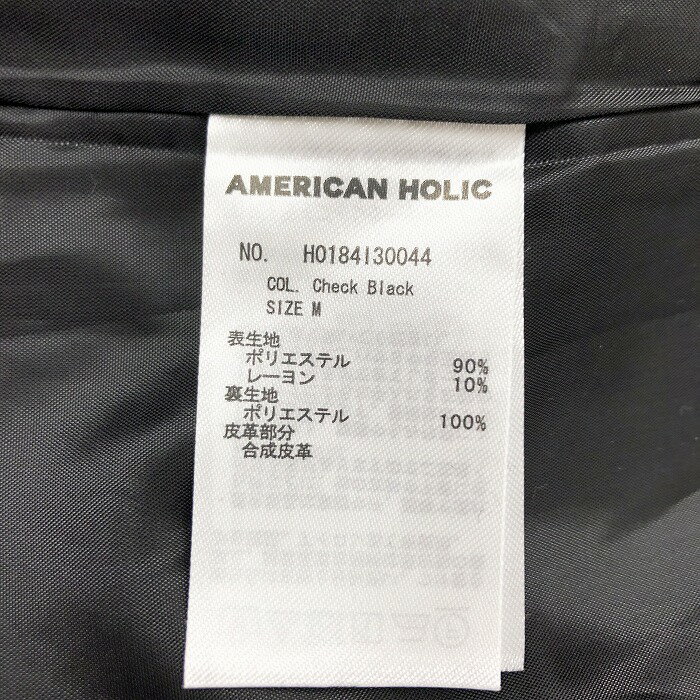 AMERICAN HOLIC
NO. H0184I30044
COL. Check Black
SIZE M
表生地
ポリエステル 90%
レーヨン 10%
裏生地
ポリエステル 100%
皮革部分
合成皮革